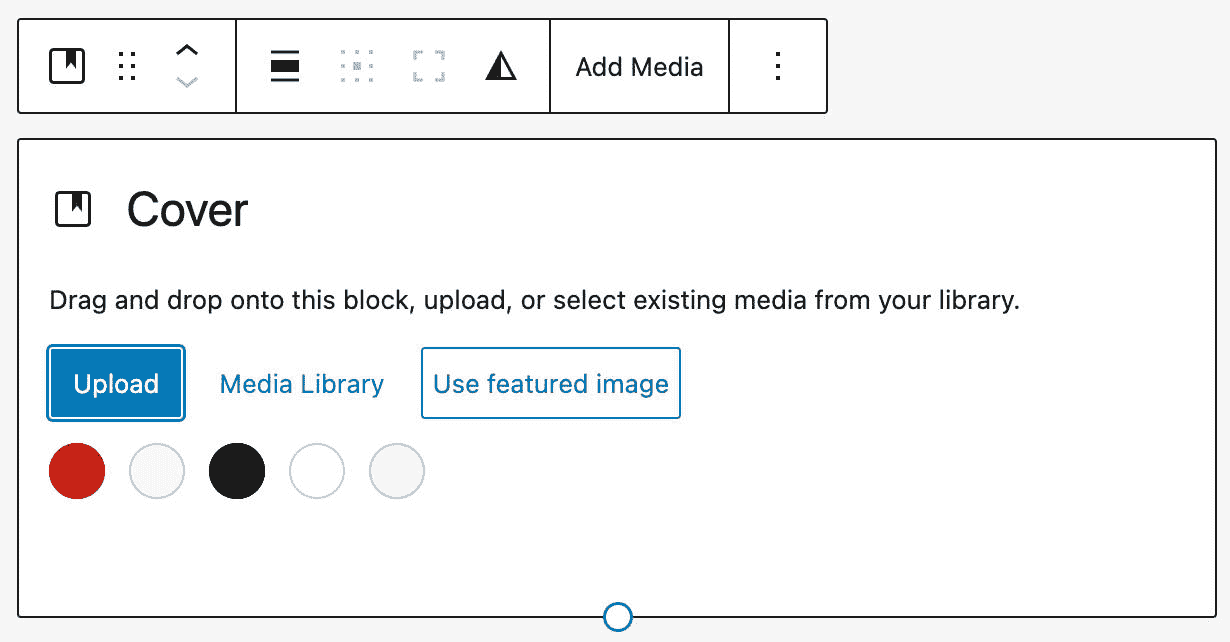 Add Media
Cover
Drag and drop onto this block, upload, or select existing media from your library.
Upload
Media Library
Use featured image